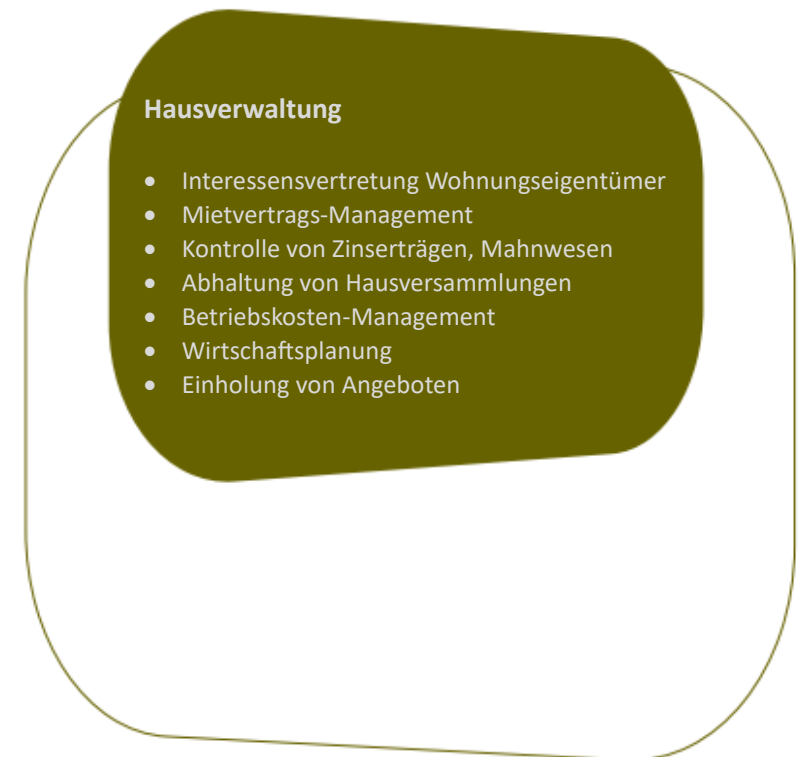 Hausverwaltung
• Interessensvertretung Wohnungseigentümer
• Mietvertrags-Management
• Kontrolle von Zinserträgen, Mahnwesen
• Abhaltung von Hausversammlungen
• Betriebskosten-Management
• Wirtschaftsplanung
• Einholung von Angeboten